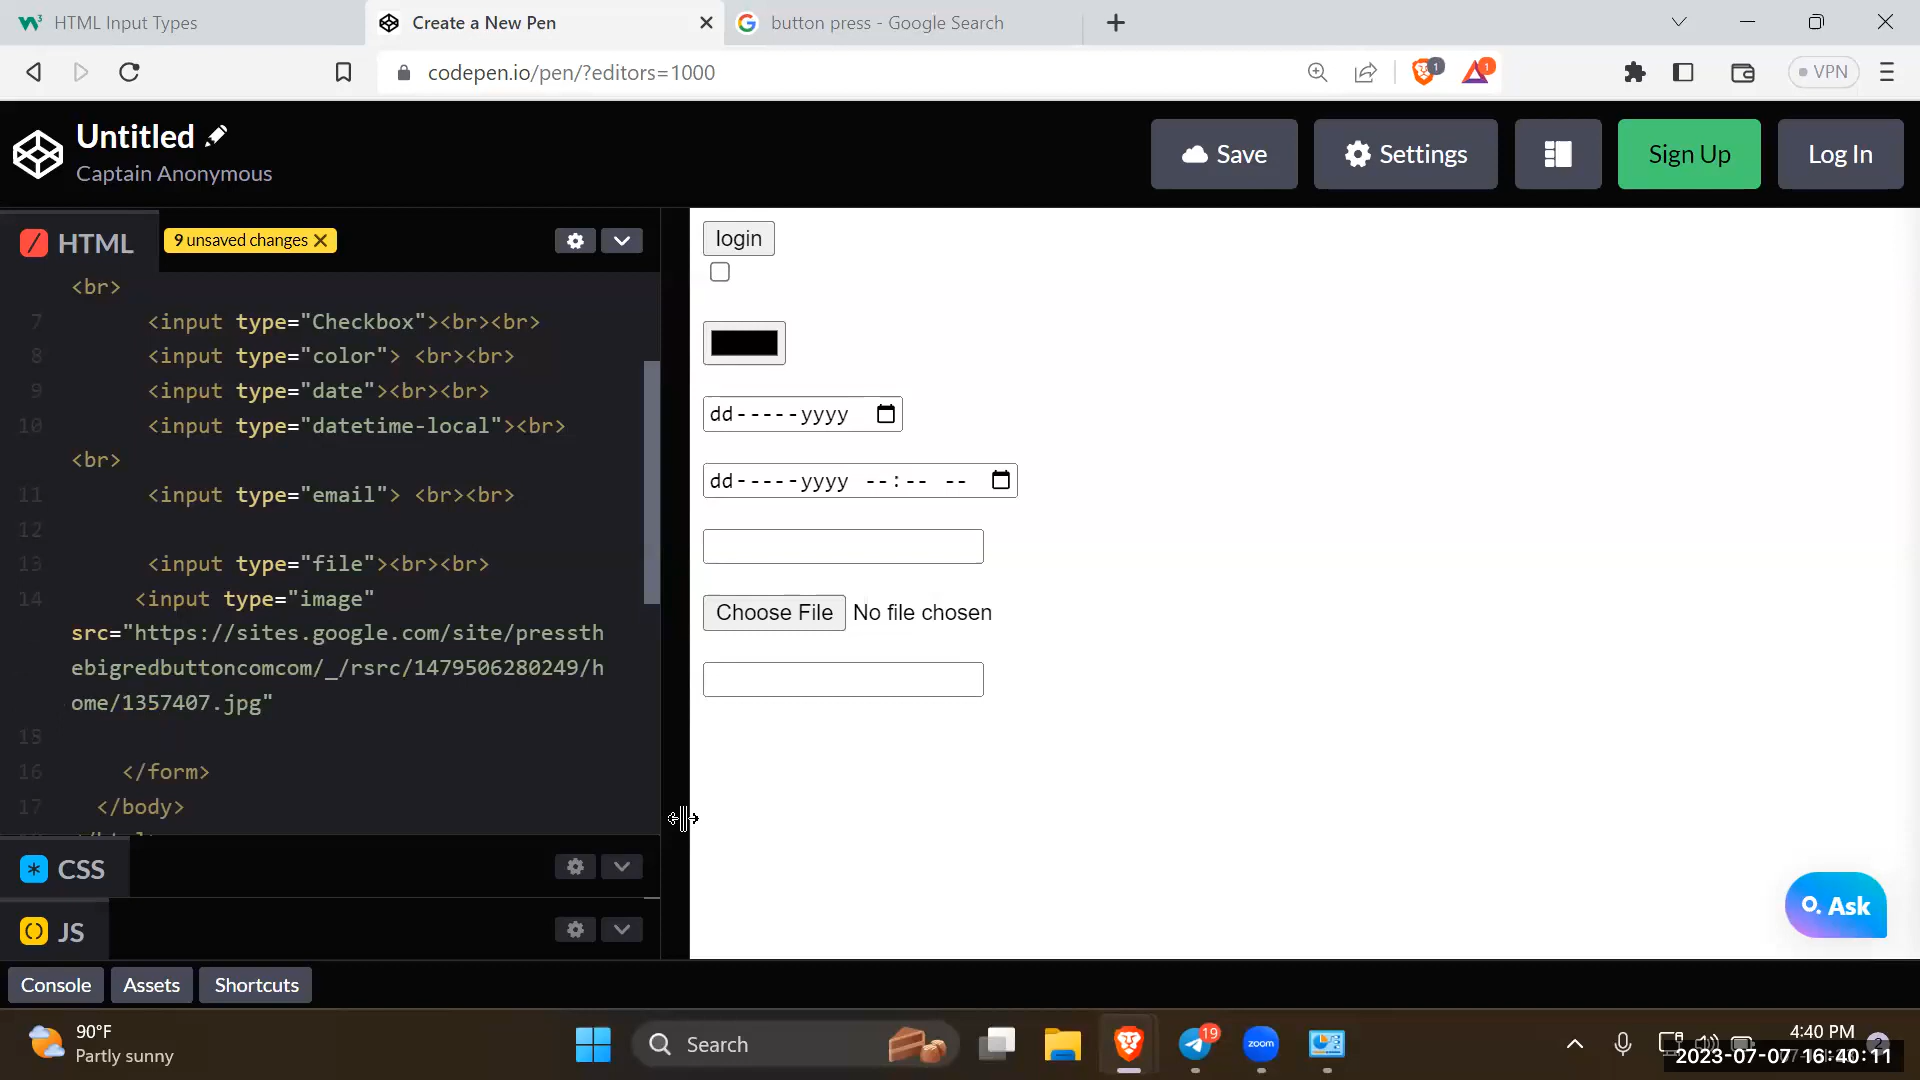 HTML Input Types
Create a New Pen
button press - Google Search
codepen.io/pen/?editors=1000
1
1
VPN
Untitled
Captain Anonymous
Save
Settings
Sign Up
Log In
HTML
9 unsaved changes
<br>
7 <input type="Checkbox"><br><br>
8 <input type="color"> <br><br>
9 <input type="date"><br><br>
10 <input type="datetime-local"><br>
<br>
11 <input type="email"> <br><br>
12
13 <input type="file"><br><br>
14 <input type="image"
src="https://sites.google.com/site/pressth
ebigredbuttoncomcom/_/rsrc/1479506280249/h
ome/1357407.jpg"
15
16 </form>
17 </body>
login
dd-----yyyy
dd-----yyyy --:-- --
Choose File No file chosen
CSS
JS
Ask
Console
Assets
Shortcuts
90°F
Partly sunny
Search
19
zoom
4:40 PM
2
2023-07-07 16:40:11